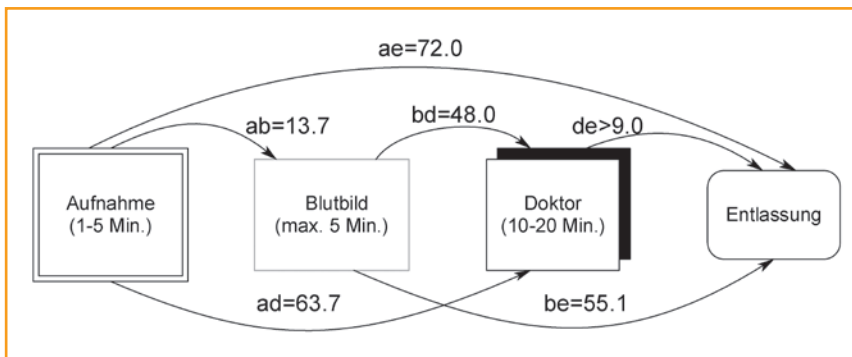 ae=72.0
ab=13.7
bd=48.0
de>9.0
Aufnahme
(1-5 Min.)
Blutbild
(max. 5 Min.)
Doktor
(10-20 Min.)
Entlassung
ad=63.7
be=55.1